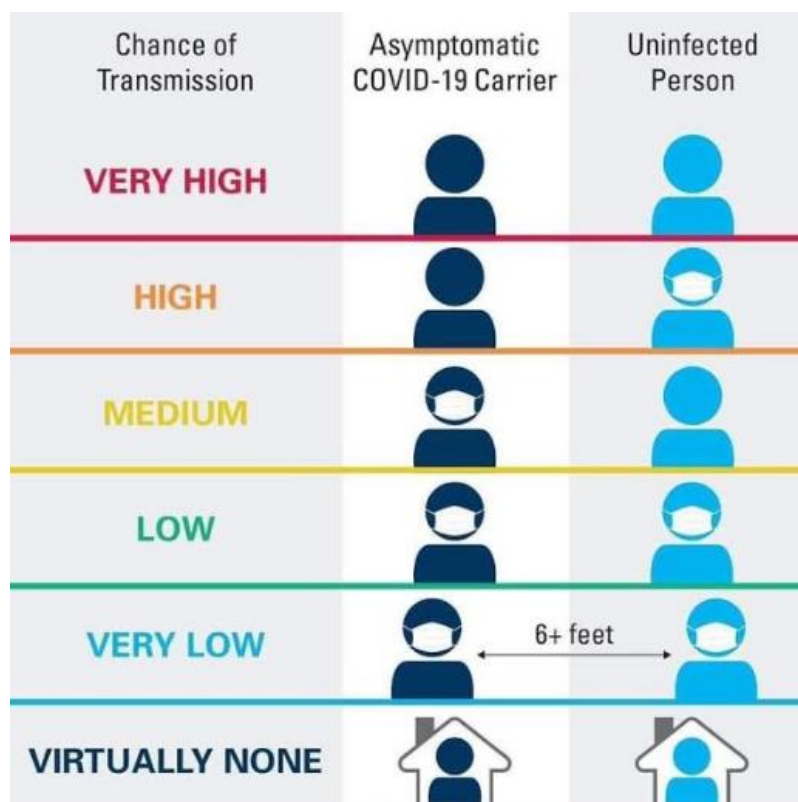 Chance of
Transmission
Asymptomatic
COVID-19 Carrier
Uninfected
Person
VERY HIGH
HIGH
MEDIUM
LOW
VERY LOW
6+ feet
VIRTUALLY NONE